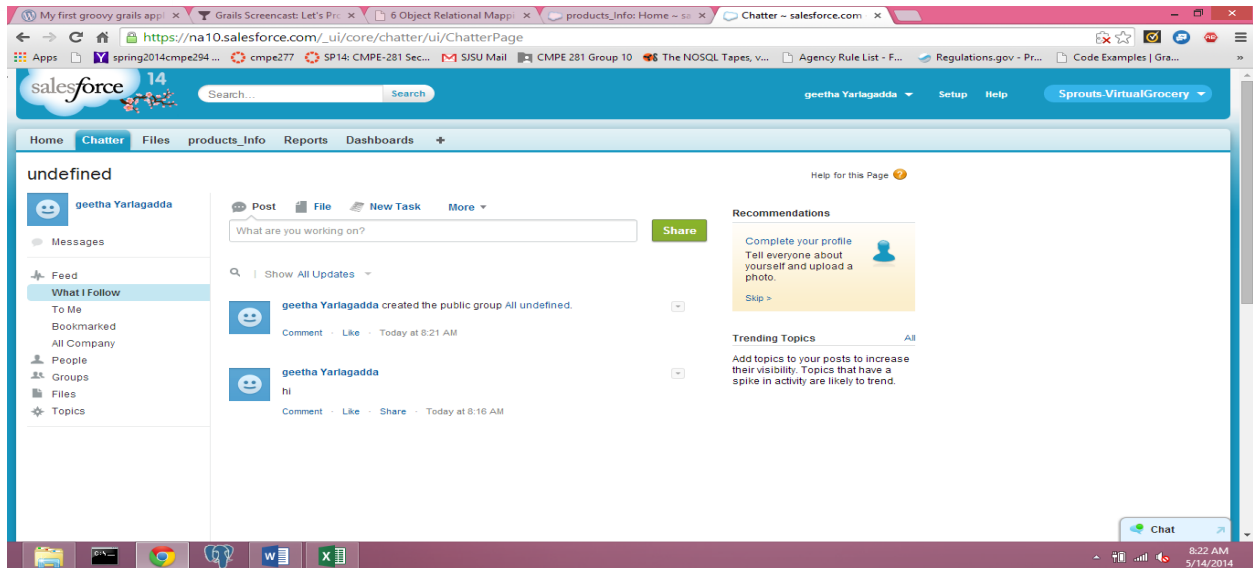 My first groovy grails appl
Grails Screencast: Let's Pro
6 Object Relational Mappi
products_Info: Home ~ sa
Chatter ~ salesforce.com
https://na10.salesforce.com/_ui/core/chatter/ui/ChatterPage
Apps spring2014cmpe294 ... cmpe277 SP14: CMPE-281 Sec... SJSU Mail CMPE 281 Group 10 The NOSQL Tapes, v... Agency Rule List - F... Regulations.gov - Pr... Code Examples | Gra... »
salesforce 14
Search... Search geetha Yarlagadda Setup Help Sprouts-VirtualGrocery
Home Chatter Files products_Info Reports Dashboards +
undefined
Help for this Page
geetha Yarlagadda
Messages
Feed
What I Follow
To Me
Bookmarked
All Company
People
Groups
Files
Topics
Post File New Task More
What are you working on? Share
Show All Updates
geetha Yarlagadda created the public group All undefined.
Comment · Like · Today at 8:21 AM
geetha Yarlagadda
hi
Comment · Like · Share · Today at 8:16 AM
Recommendations
Complete your profile
Tell everyone about
yourself and upload a
photo.
Skip >
Trending Topics All
Add topics to your posts to increase
their visibility. Topics that have a
spike in activity are likely to trend.
Chat
8:22 AM
5/14/2014